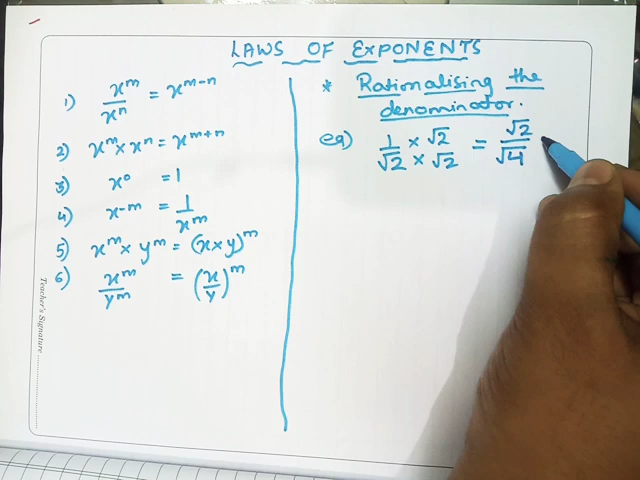 LAWS OF EXPONENTS
1) x^m/x^n = x^(m-n)
2) x^m × x^n = x^(m+n)
3) x^0 = 1
4) x^-m = 1/x^m
5) x^m × y^m = (x × y)^m
6) x^m/y^m = (x/y)^m
* Rationalising the
denominator.
eg) 1/√2 × √2/√2 = √2/√4
Teacher's Signature ..................